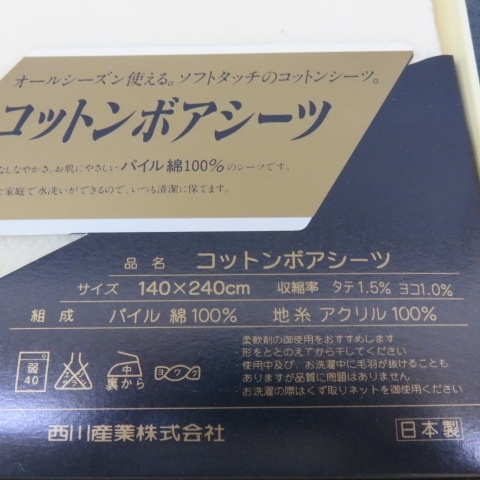 オールシーズン使える。ソフトタッチのコットンシーツ。
コットンボアシーツ
なしなやかさ。お肌にやさしい パイル 綿100%のシーツです。
ご家庭で水洗いができるので、いつも清潔に保てます。
品名 コットンボアシーツ
サイズ 140×240cm 収縮率 タテ1.5% ヨコ1.0%
組成 パイル 綿100% 地糸 アクリル100%
・柔軟剤の御使用をおすすめします
・形をととのえてから干してください
・使用中及び、お洗濯中に毛羽が抜けることも
ありますが品質に問題はありません
・お洗濯の際はくず取りネットを御使用ください
弱 40 中 裏から ヨワク
西川産業株式会社
日本製